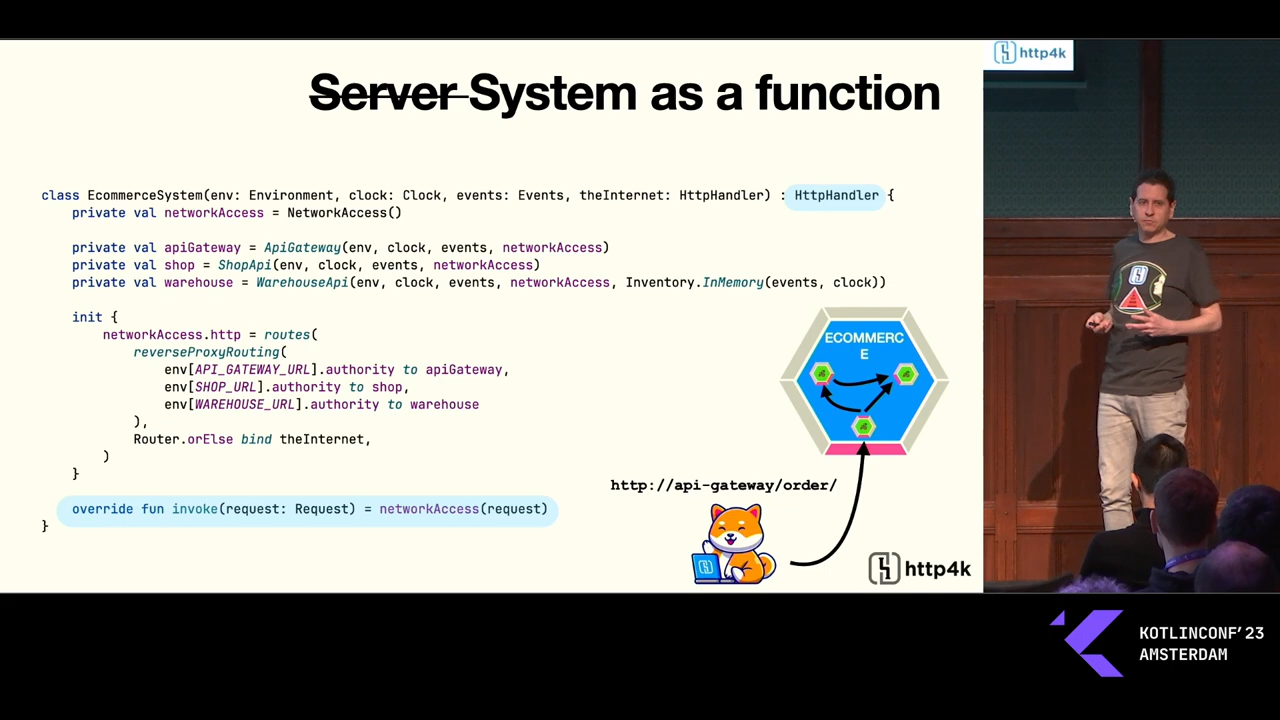 Server System as a function
class EcommerceSystem(env: Environment, clock: Clock, events: Events, theInternet: HttpHandler) : HttpHandler {
    private val networkAccess = NetworkAccess()

    private val apiGateway = ApiGateway(env, clock, events, networkAccess)
    private val shop = ShopApi(env, clock, events, networkAccess)
    private val warehouse = WarehouseApi(env, clock, events, networkAccess, Inventory.InMemory(events, clock))

    init {
        networkAccess.http = routes(
            reverseProxyRouting(
                env[API_GATEWAY_URL].authority to apiGateway,
                env[SHOP_URL].authority to shop,
                env[WAREHOUSE_URL].authority to warehouse
            ),
            Router.orElse bind theInternet,
        )
    }

    override fun invoke(request: Request) = networkAccess(request)
}
ECOMMERC
E
http://api-gateway/order/
http4k
http4k
KOTLINCONF'23
AMSTERDAM